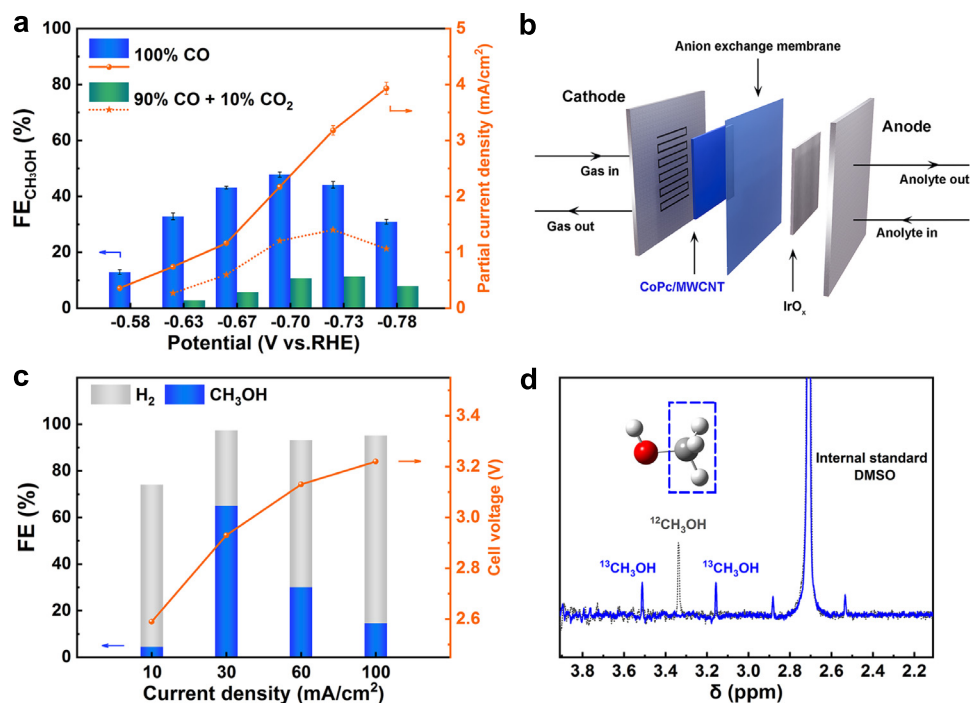 a
100% CO
90% CO + 10% CO₂
FE_CH₃OH (%)
100
80
60
40
20
0
-0.58
-0.63
-0.67
-0.70
-0.73
-0.78
Potential (V vs.RHE)
5
4
3
2
1
0
Partial current density (mA/cm²)
b
Anion exchange membrane
Cathode
Anode
Gas in
Gas out
Anolyte out
Anolyte in
CoPc/MWCNT
IrOₓ
c
H₂
CH₃OH
FE (%)
100
80
60
40
20
0
10
30
60
100
Current density (mA/cm²)
3.4
3.2
3.0
2.8
2.6
Cell voltage (V)
d
Internal standard
DMSO
¹²CH₃OH
¹³CH₃OH
¹³CH₃OH
3.8
3.6
3.4
3.2
3.0
2.8
2.6
2.4
2.2
δ (ppm)